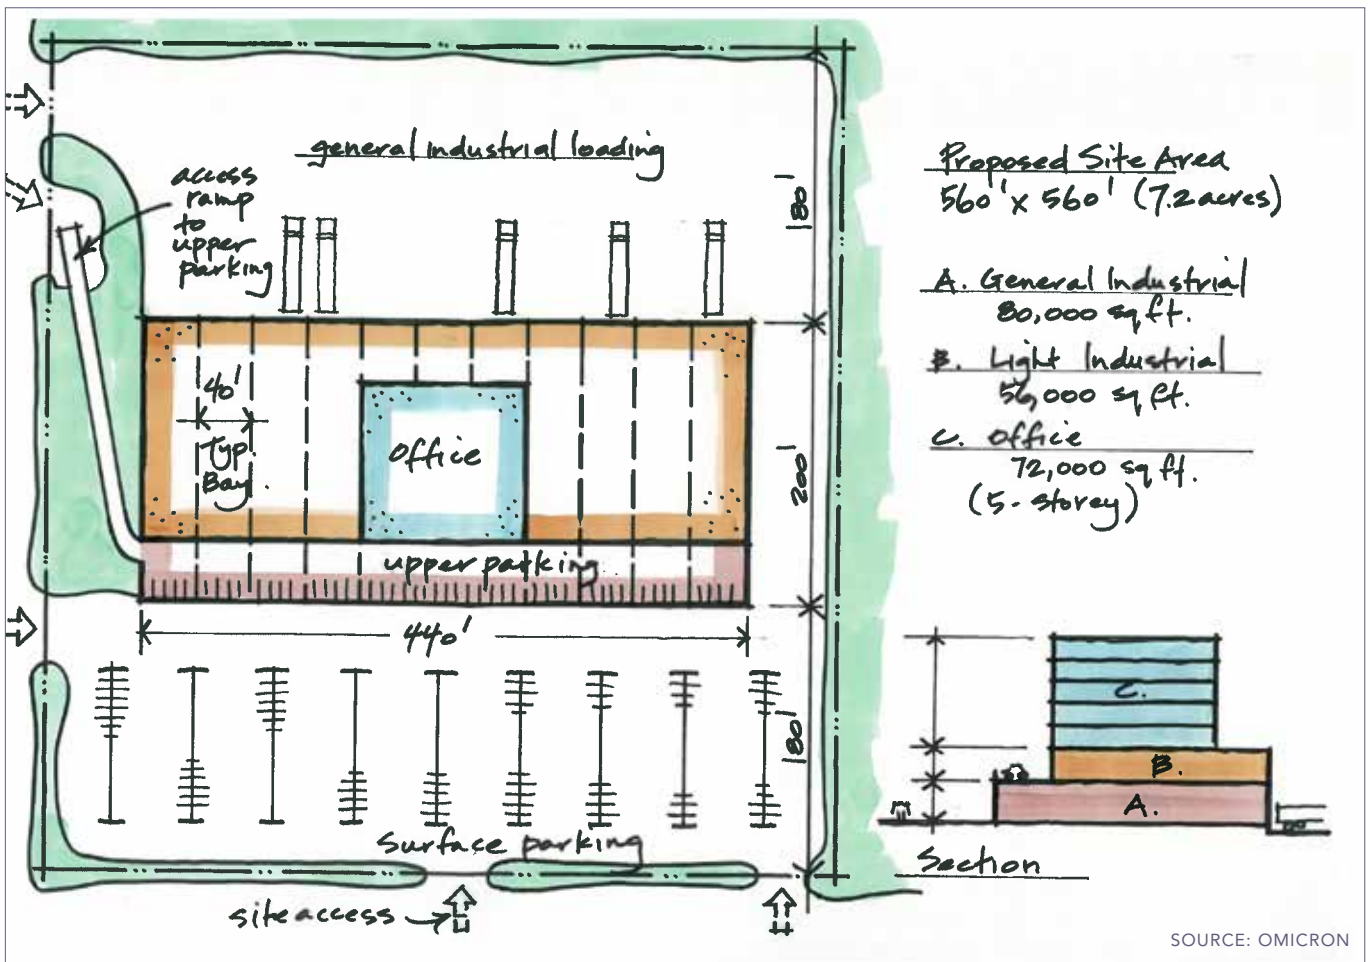 general industrial loading
access
ramp
to
upper
parking
180'
40'
Typ.
Bay.
office
200'
upper parking
440'
180'
surface parking
site access
Proposed Site Area
560' x 560' (7.2 acres)
A. General Industrial
80,000 sq ft.
B. Light Industrial
56,000 sq ft.
C. Office
72,000 sq ft.
(5-storey)
C.
B.
A.
Section
SOURCE: OMICRON